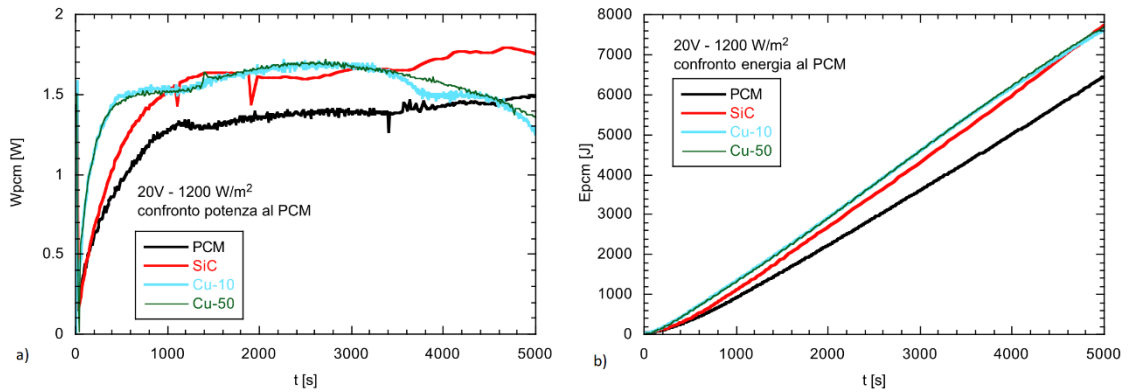 2
1.5
1
0.5
0
Wpcm [W]
20V - 1200 W/m²
confronto potenza al PCM
PCM
SiC
Cu-10
Cu-50
0
1000
2000
3000
4000
5000
t [s]
a)
8000
7000
6000
5000
4000
3000
2000
1000
0
Epcm [J]
20V - 1200 W/m²
confronto energia al PCM
PCM
SiC
Cu-10
Cu-50
0
1000
2000
3000
4000
5000
t [s]
b)